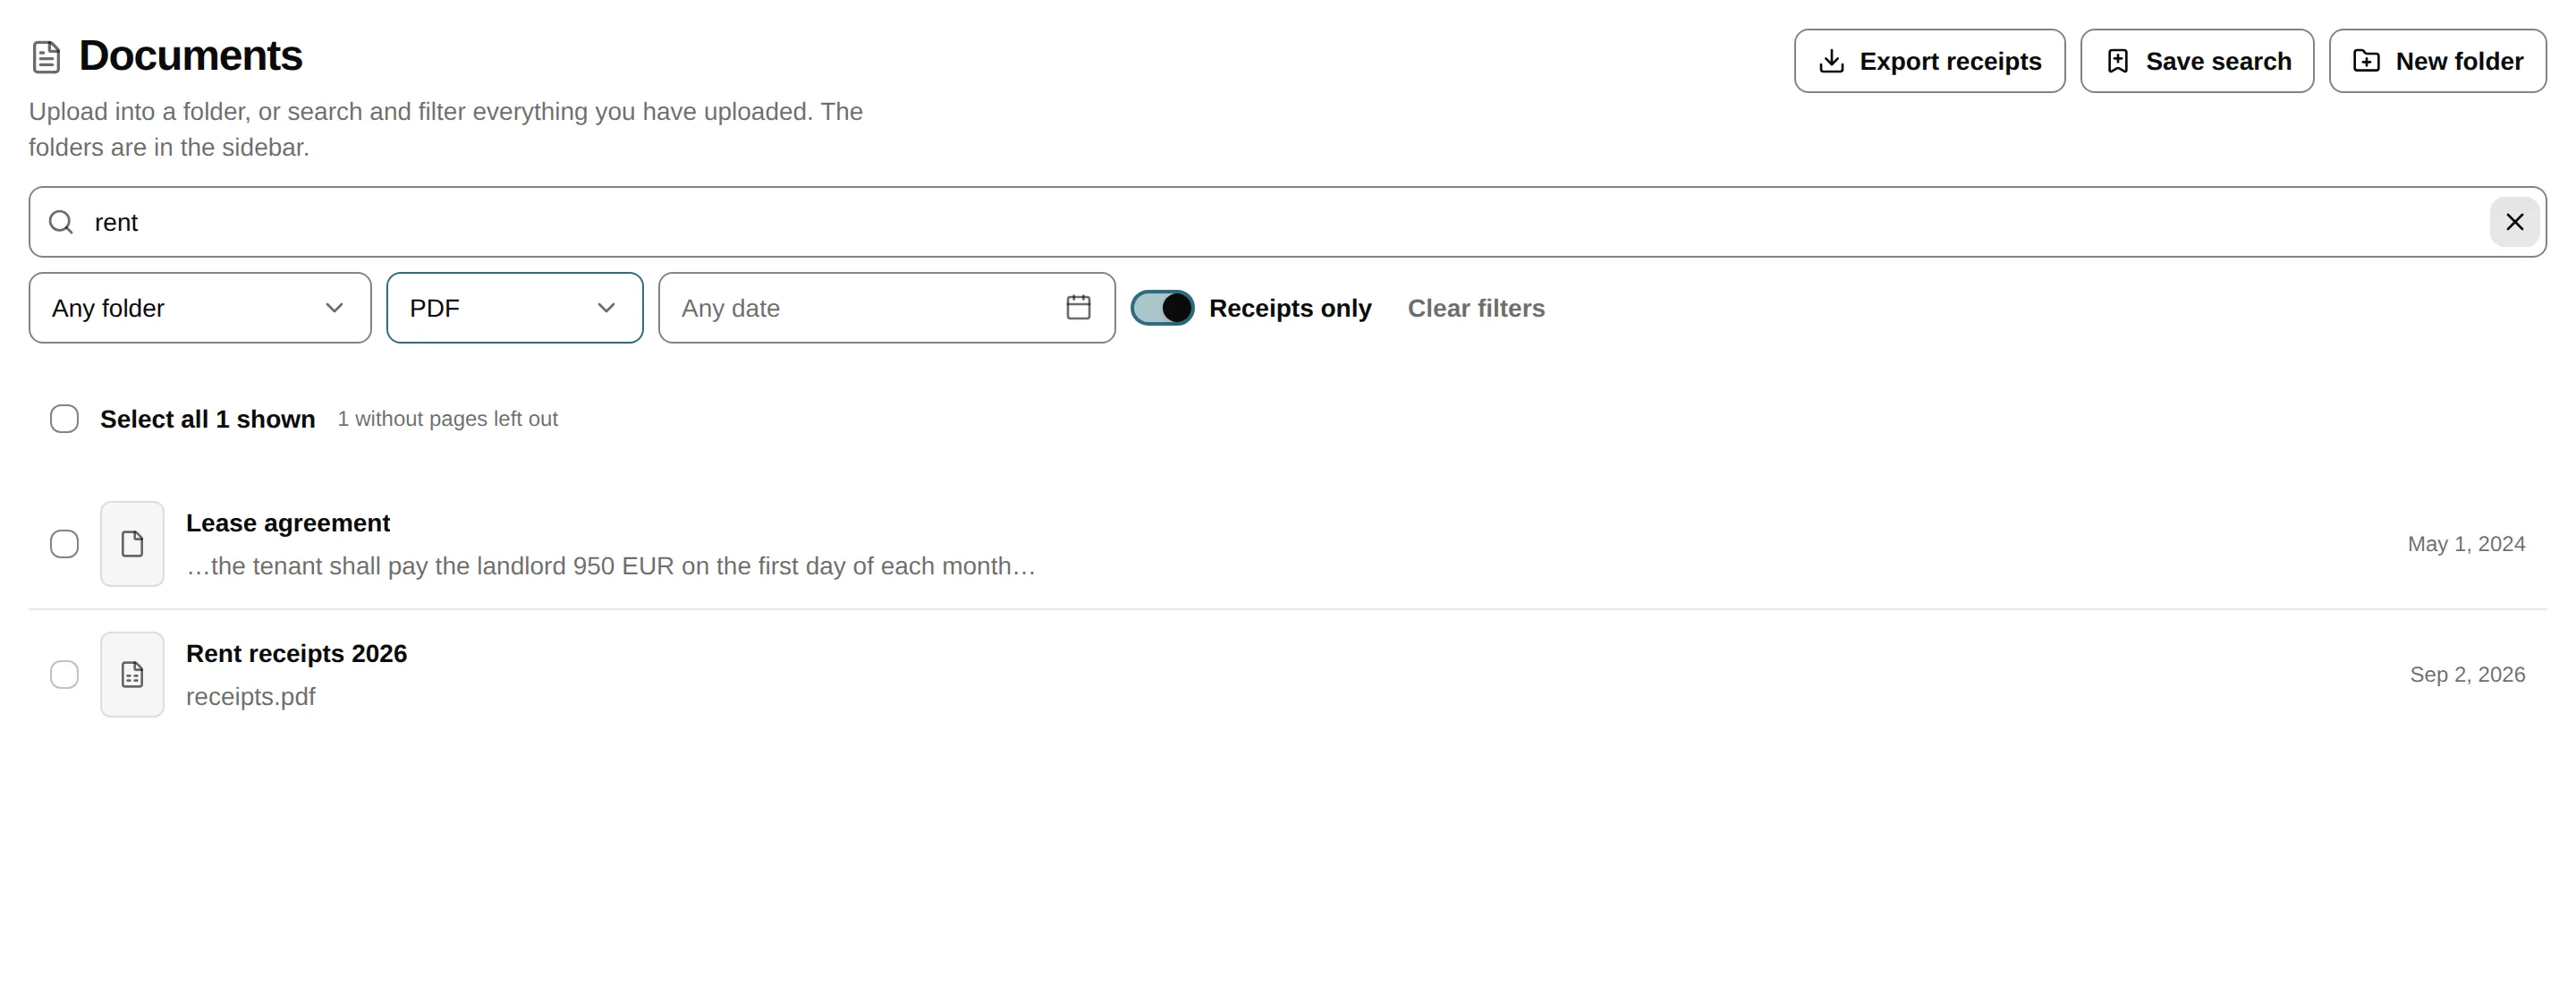 Documents
Export receipts
Save search
New folder
Upload into a folder, or search and filter everything you have uploaded. The
folders are in the sidebar.
rent
Any folder
PDF
Any date
Receipts only
Clear filters
Select all 1 shown
1 without pages left out
Lease agreement
…the tenant shall pay the landlord 950 EUR on the first day of each month…
May 1, 2024
Rent receipts 2026
receipts.pdf
Sep 2, 2026